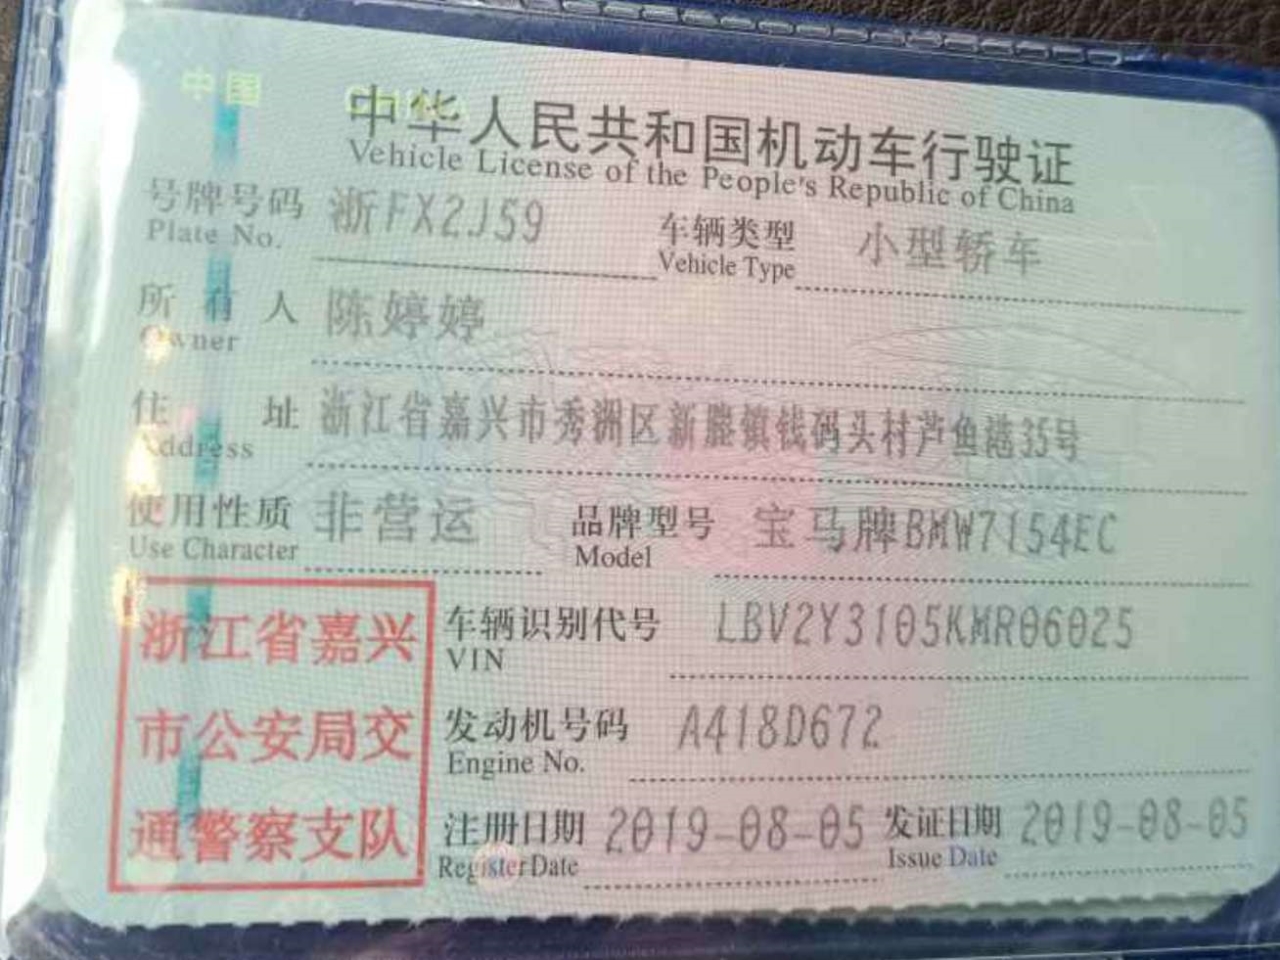 中国 CHINA
中华人民共和国机动车行驶证
Vehicle License of the People's Republic of China
号牌号码 浙FX2J59 车辆类型 小型轿车
Plate No. Vehicle Type
所有人 陈婷婷
Owner
住址 浙江省嘉兴市秀洲区新塍镇钱码头村芦鱼港35号
Address
使用性质 非营运 品牌型号 宝马牌BMW7154EC
Use Character Model
浙江省嘉兴 车辆识别代号 LBV2Y3105KMR06025
VIN
市公安局交 发动机号码 A418D672
Engine No.
通警察支队 注册日期 2019-08-05 发证日期 2019-08-05
Register Date Issue Date